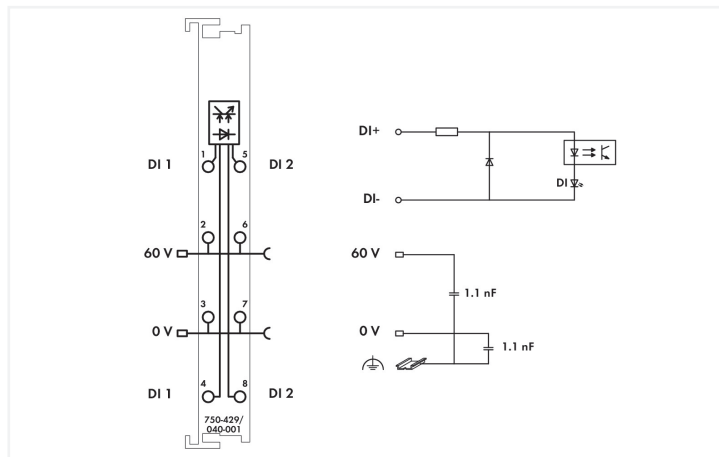 1
5
DI 1
DI 2
2
6
60 V
3
7
0 V
DI 1
4
8
DI 2
750-429/
040-001
DI+
DI
DI-
60 V
1.1 nF
0 V
1.1 nF